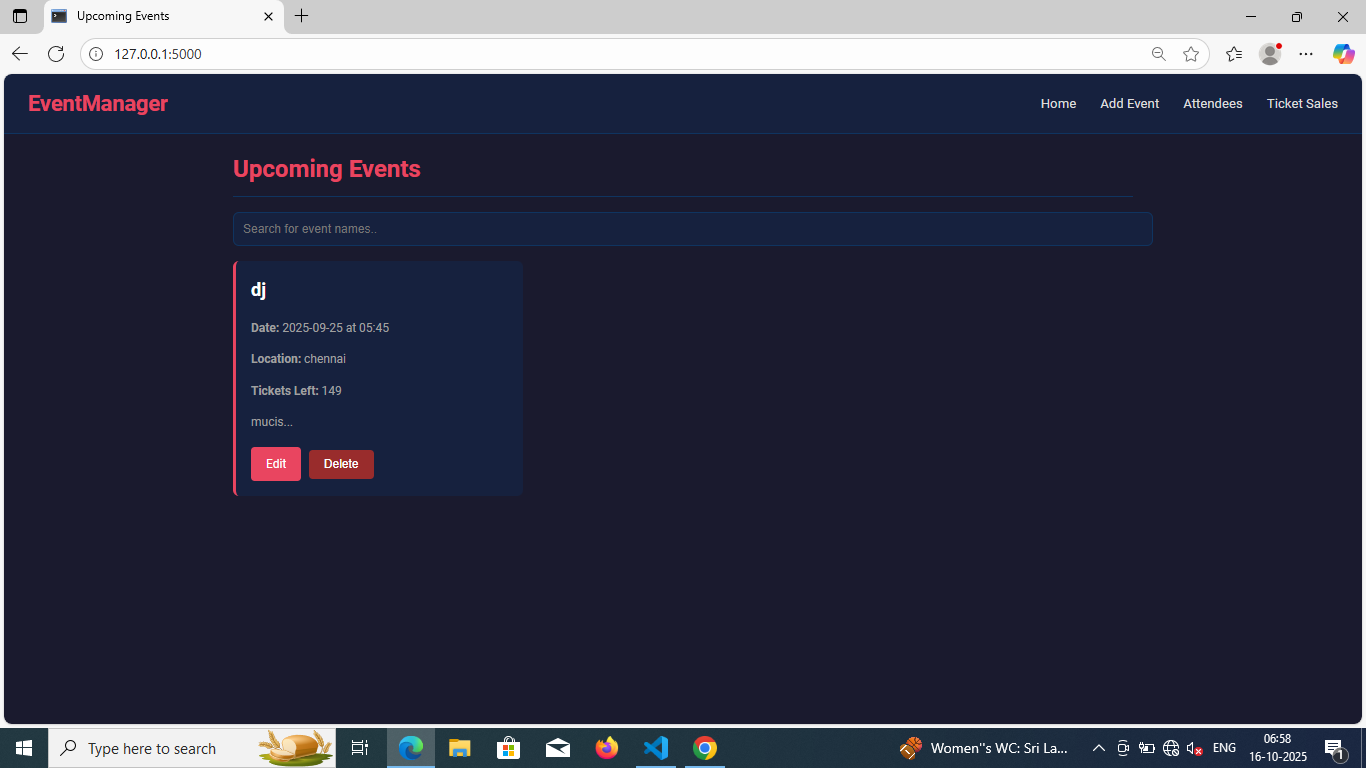 Upcoming Events
127.0.0.1:5000
EventManager
Home Add Event Attendees Ticket Sales
Upcoming Events
Search for event names..
dj
Date: 2025-09-25 at 05:45
Location: chennai
Tickets Left: 149
mucis...
Edit Delete
Type here to search
Women"s WC: Sri La...
ENG
06:58
16-10-2025
1